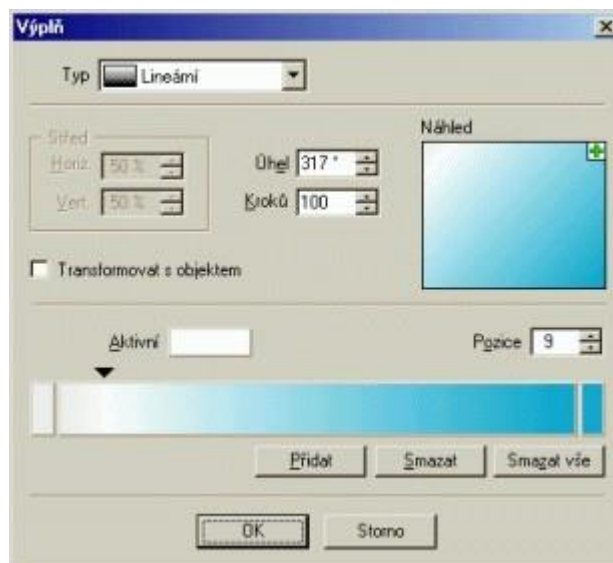 Výplň
Typ Lineární
Střed
Horiz. 50 %
Vert. 50 %
Úhel 317 °
Kroků 100
Náhled
Transformovat s objektem
Aktivní
Pozice 9
Přidat Smazat Smazat vše
OK Storno